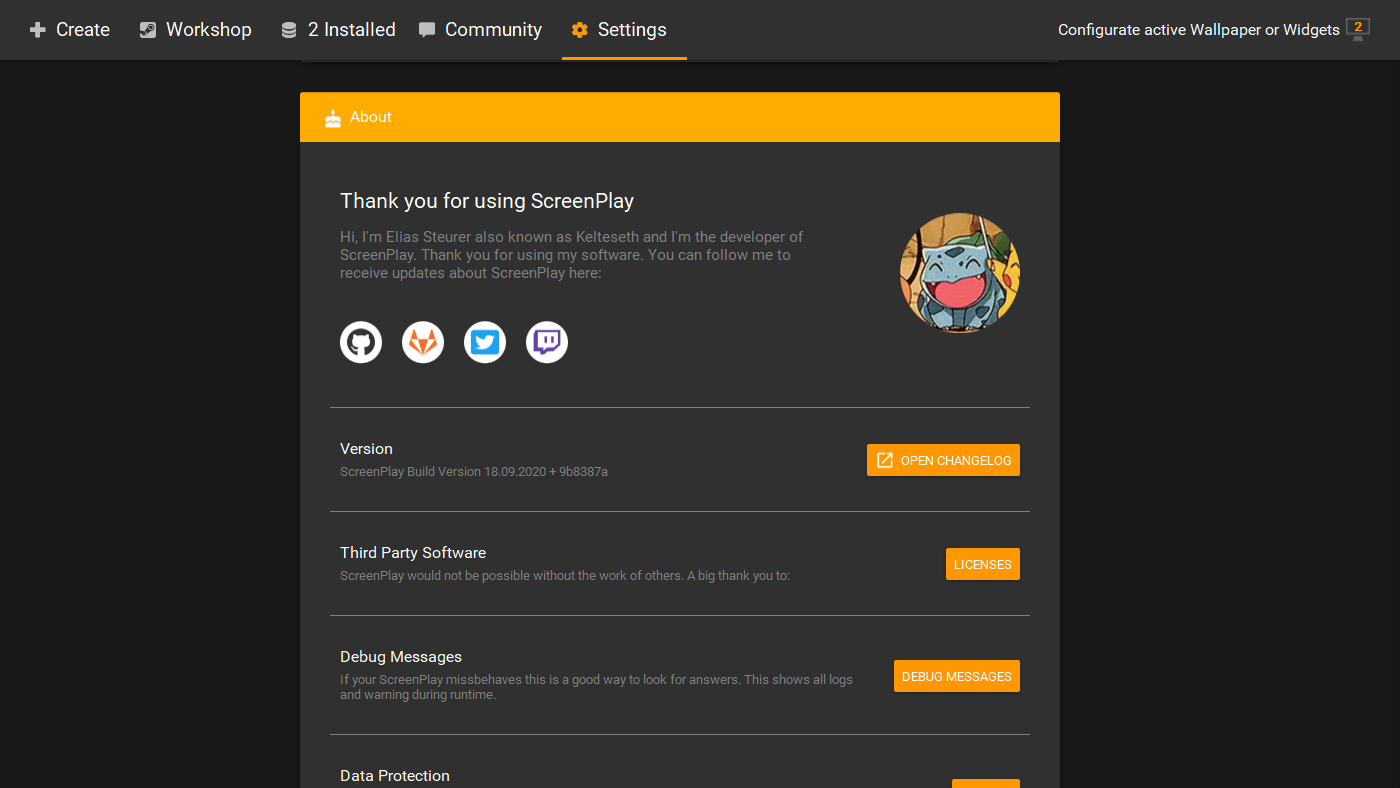 Create
Workshop
2 Installed
Community
Settings
Configurate active Wallpaper or Widgets
2
About
Thank you for using ScreenPlay
Hi, I'm Elias Steurer also known as Kelteseth and I'm the developer of
ScreenPlay. Thank you for using my software. You can follow me to
receive updates about ScreenPlay here:
Version
ScreenPlay Build Version 18.09.2020 + 9b8387a
OPEN CHANGELOG
Third Party Software
ScreenPlay would not be possible without the work of others. A big thank you to:
LICENSES
Debug Messages
If your ScreenPlay missbehaves this is a good way to look for answers. This shows all logs
and warning during runtime.
DEBUG MESSAGES
Data Protection